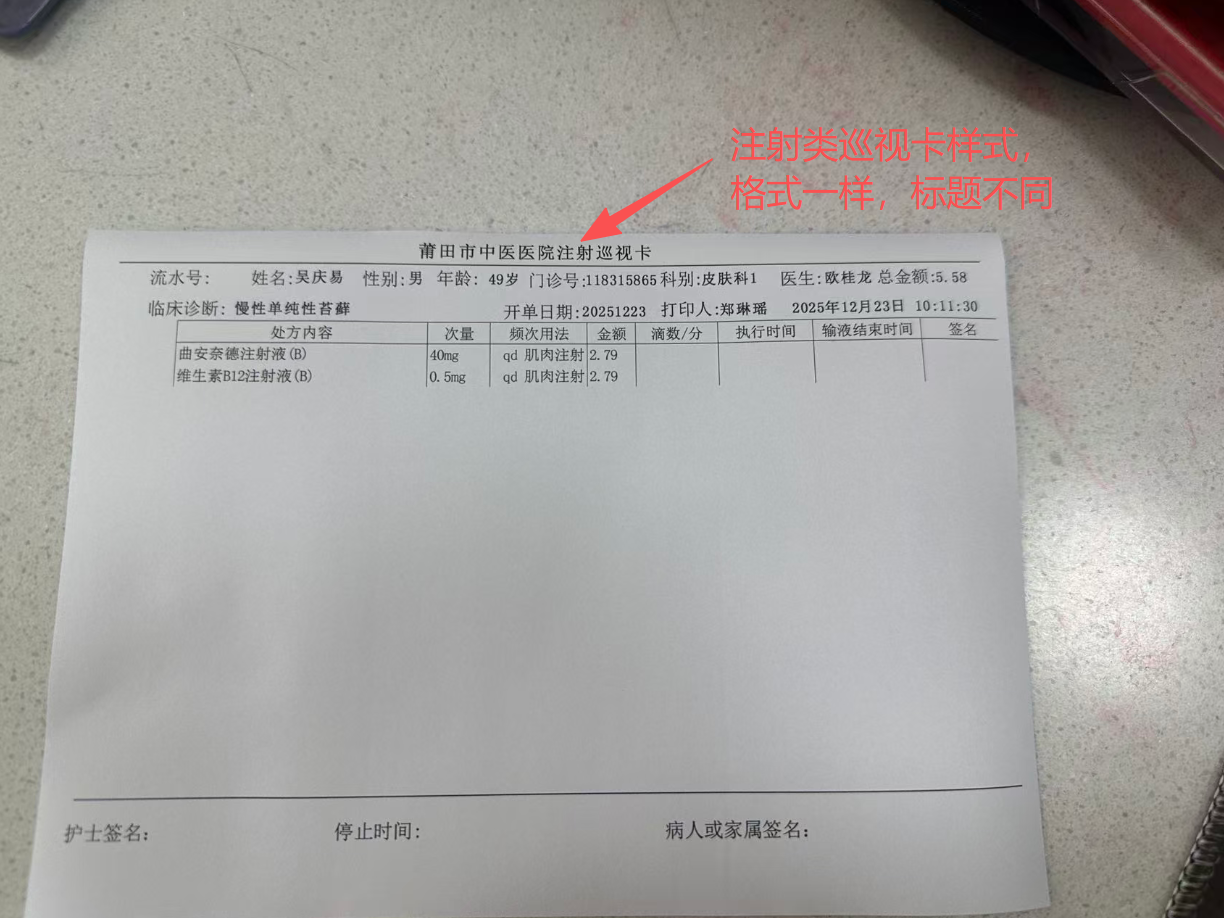 注射类巡视卡样式，
格式一样，标题不同
莆田市中医医院注射巡视卡
流水号： 姓名:吴庆易 性别:男 年龄：49岁 门诊号:118315865 科别:皮肤科1 医生:欧桂龙 总金额:5.58
临床诊断：慢性单纯性苔藓 开单日期:20251223 打印人:郑琳瑶 2025年12月23日 10:11:30
处方内容 次量 频次用法 金额 滴数/分 执行时间 输液结束时间 签名
曲安奈德注射液(B) 40mg qd 肌肉注射 2.79
维生素B12注射液(B) 0.5mg qd 肌肉注射 2.79
护士签名： 停止时间： 病人或家属签名：